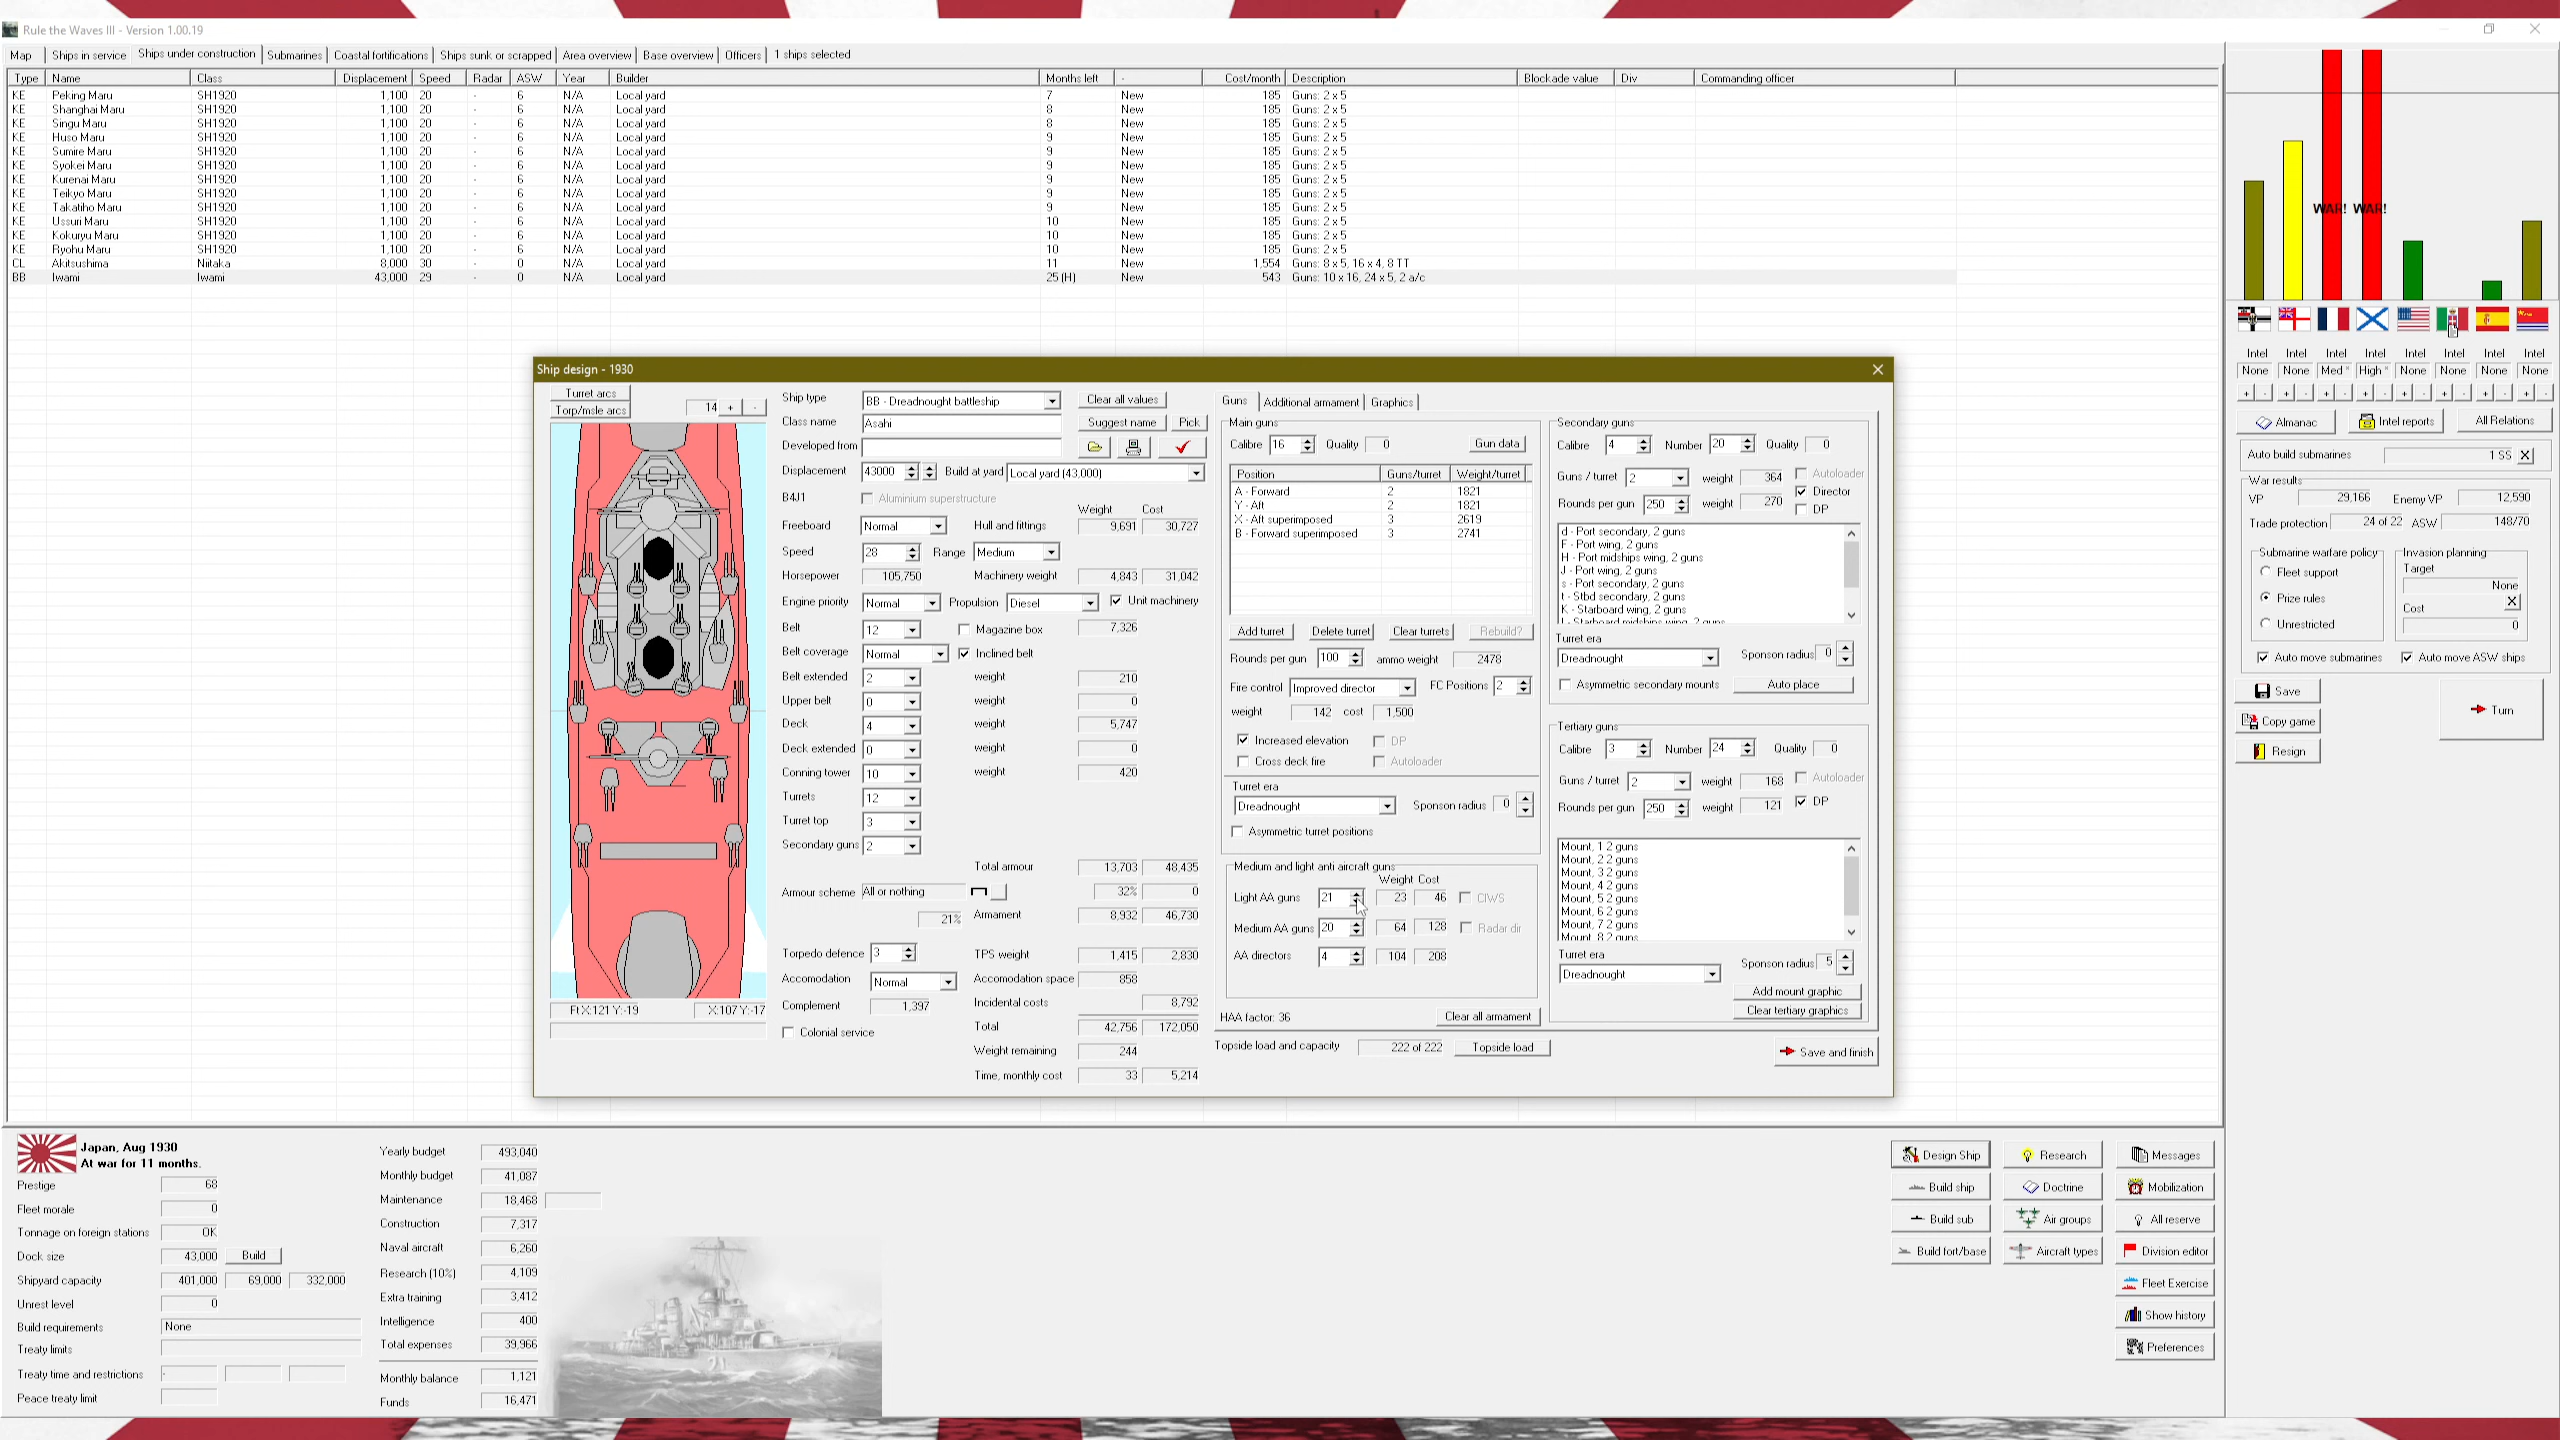 Rule the Waves III - Version 1.00.19
Map Ships in service Ships under construction Submarines Coastal fortifications Ships sunk or scrapped Area overview Base overview Officers 1 ships selected
Type Name Class Displacement Speed Radar ASW Year Builder Months left - Cost/month Description Blockade value Div Commanding officer
KE Peking Maru SH1920 1,100 20 - 6 N/A Local yard 7 New 185 Guns: 2 x 5
KE Shanghai Maru SH1920 1,100 20 - 6 N/A Local yard 8 New 185 Guns: 2 x 5
KE Singu Maru SH1920 1,100 20 - 6 N/A Local yard 8 New 185 Guns: 2 x 5
KE Huso Maru SH1920 1,100 20 - 6 N/A Local yard 9 New 185 Guns: 2 x 5
KE Sumire Maru SH1920 1,100 20 - 6 N/A Local yard 9 New 185 Guns: 2 x 5
KE Syokei Maru SH1920 1,100 20 - 6 N/A Local yard 9 New 185 Guns: 2 x 5
KE Kurenai Maru SH1920 1,100 20 - 6 N/A Local yard 9 New 185 Guns: 2 x 5
KE Teikyo Maru SH1920 1,100 20 - 6 N/A Local yard 9 New 185 Guns: 2 x 5
KE Takatiho Maru SH1920 1,100 20 - 6 N/A Local yard 9 New 185 Guns: 2 x 5
KE Ussuri Maru SH1920 1,100 20 - 6 N/A Local yard 10 New 185 Guns: 2 x 5
KE Kokuryu Maru SH1920 1,100 20 - 6 N/A Local yard 10 New 185 Guns: 2 x 5
KE Ryohu Maru SH1920 1,100 20 - 6 N/A Local yard 10 New 185 Guns: 2 x 5
CL Akitsushima Niitaka 8,000 30 - 0 N/A Local yard 11 New 1,554 Guns: 8 x 5, 16 x 4, 8 TT
BB Iwami Iwami 43,000 29 - 0 N/A Local yard 25 (H) New 543 Guns: 10 x 16, 24 x 5, 2 a/c
WAR! WAR!
Intel Intel Intel Intel Intel Intel Intel Intel
None None Med * High * None None None None
+ - + - + - + - + - + - + - + -
Almanac Intel reports All Relations
Auto build submarines 1 SS X
War results
VP 29,166 Enemy VP 12,590
Trade protection 24 of 22 ASW 148/70
Submarine warfare policy
Fleet support
Prize rules
Unrestricted
Invasion planning
Target
None
Cost X
0
Auto move submarines Auto move ASW ships
Save
Copy game
Resign
Turn
Ship design - 1930
Turret arcs
Torp/msle arcs 14 + -
Ft X:121 Y:-19 X:107 Y:-17
Ship type BB - Dreadnought battleship Clear all values
Class name Asahi Suggest name Pick
Developed from
Displacement 43000 Build at yard Local yard (43,000)
B4J1 Aluminium superstructure
Weight Cost
Freeboard Normal Hull and fittings 9,691 30,727
Speed 28 Range Medium
Horsepower 105,750 Machinery weight 4,843 31,042
Engine priority Normal Propulsion Diesel Unit machinery
Belt 12 Magazine box 7,326
Belt coverage Normal Inclined belt
Belt extended 2 weight 210
Upper belt 0 weight 0
Deck 4 weight 5,747
Deck extended 0 weight 0
Conning tower 10 weight 420
Turrets 12
Turret top 3
Secondary guns 2
Total armour 13,703 48,435
Armour scheme All or nothing 32% 0
21% Armament 8,932 46,730
Torpedo defence 3 TPS weight 1,415 2,830
Accomodation Normal Accomodation space 858
Complement 1,397 Incidental costs 8,792
Colonial service Total 42,756 172,050
Weight remaining 244
Time, monthly cost 33 5,214
Guns Additional armament Graphics
Main guns
Calibre 16 Quality 0 Gun data
Position Guns/turret Weight/turret
A - Forward 2 1821
Y - Aft 2 1821
X - Aft superimposed 3 2619
B - Forward superimposed 3 2741
Add turret Delete turret Clear turrets Rebuild?
Rounds per gun 100 ammo weight 2478
Fire control Improved director FC Positions 2
weight 142 cost 1,500
Increased elevation DP
Cross deck fire Autoloader
Turret era
Dreadnought Sponson radius 0
Asymmetric turret positions
Medium and light anti aircraft guns
Weight Cost
Light AA guns 21 23 46 CIWS
Medium AA guns 20 64 128 Radar dir
AA directors 4 104 208
HAA factor: 36 Clear all armament
Topside load and capacity 222 of 222 Topside load
Secondary guns
Calibre 4 Number 20 Quality 0
Guns / turret 2 weight 364 Autoloader
Director
Rounds per gun 250 weight 270 DP
d - Port secondary, 2 guns
F - Port wing, 2 guns
H - Port midships wing, 2 guns
J - Port wing, 2 guns
s - Port secondary, 2 guns
t - Stbd secondary, 2 guns
K - Starboard wing, 2 guns
Turret era
Dreadnought Sponson radius 0
Asymmetric secondary mounts Auto place
Tertiary guns
Calibre 3 Number 24 Quality 0
Guns / turret 2 weight 168 Autoloader
Rounds per gun 250 weight 121 DP
Mount, 1 2 guns
Mount, 2 2 guns
Mount, 3 2 guns
Mount, 4 2 guns
Mount, 5 2 guns
Mount, 6 2 guns
Mount, 7 2 guns
Mount, 8 2 guns
Turret era
Dreadnought Sponson radius 5
Add mount graphic
Clear tertiary graphics
Save and finish
Japan, Aug 1930
At war for 11 months.
Prestige 68
Fleet morale 0
Tonnage on foreign stations OK
Dock size 43,000 Build
Shipyard capacity 401,000 69,000 332,000
Unrest level 0
Build requirements None
Treaty limits
Treaty time and restrictions -
Peace treaty limit
Yearly budget 493,040
Monthly budget 41,087
Maintenance 18,468
Construction 7,317
Naval aircraft 6,260
Research (10%) 4,109
Extra training 3,412
Intelligence 400
Total expenses 39,966
Monthly balance 1,121
Funds 16,471
Design Ship Research Messages
Build ship Doctrine Mobilization
Build sub Air groups All reserve
Build fort/base Aircraft types Division editor
Fleet Exercise
Show history
Preferences